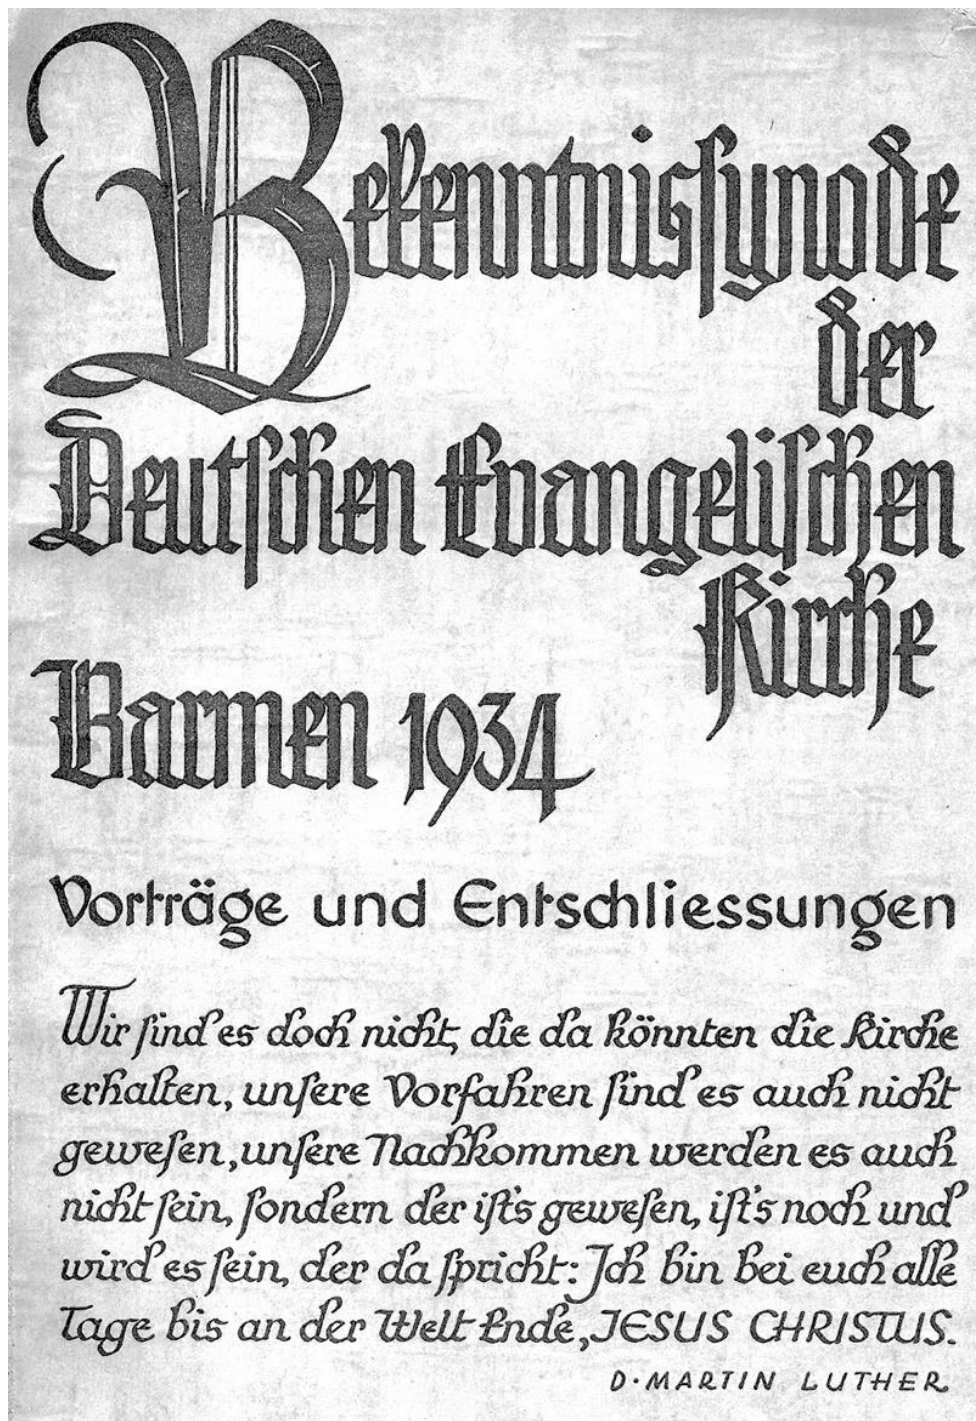 Bekenntnissynode
der
Deutschen Evangelischen
Kirche
Barmen 1934
Vorträge und Entschliessungen
Wir sind es doch nicht, die da könnten die Kirche
erhalten, unsere Vorfahren sind es auch nicht
gewesen, unsere Nachkommen werden es auch
nicht sein, sondern der ist's gewesen, ist's noch und
wird es sein, der da spricht: Ich bin bei euch alle
Tage bis an der Welt Ende, JESUS CHRISTUS.
D. MARTIN LUTHER